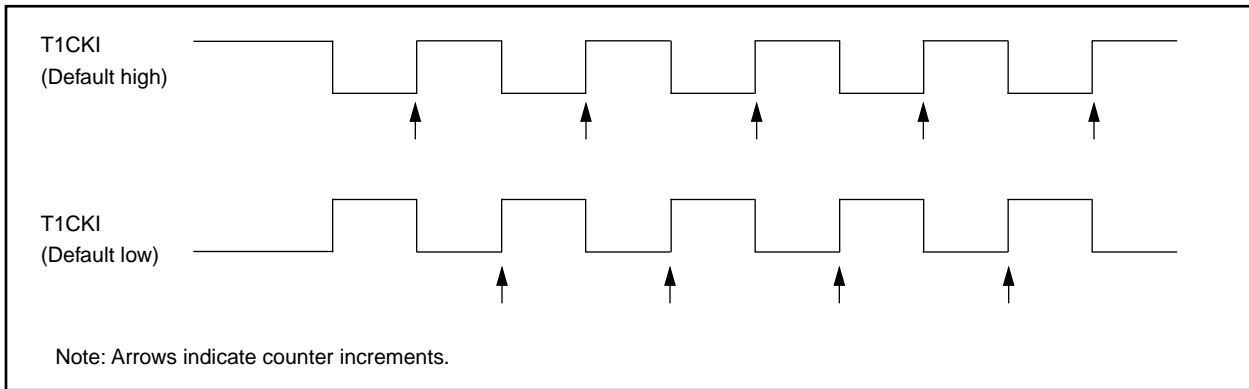 T1CKI
(Default high)
T1CKI
(Default low)
Note: Arrows indicate counter increments.